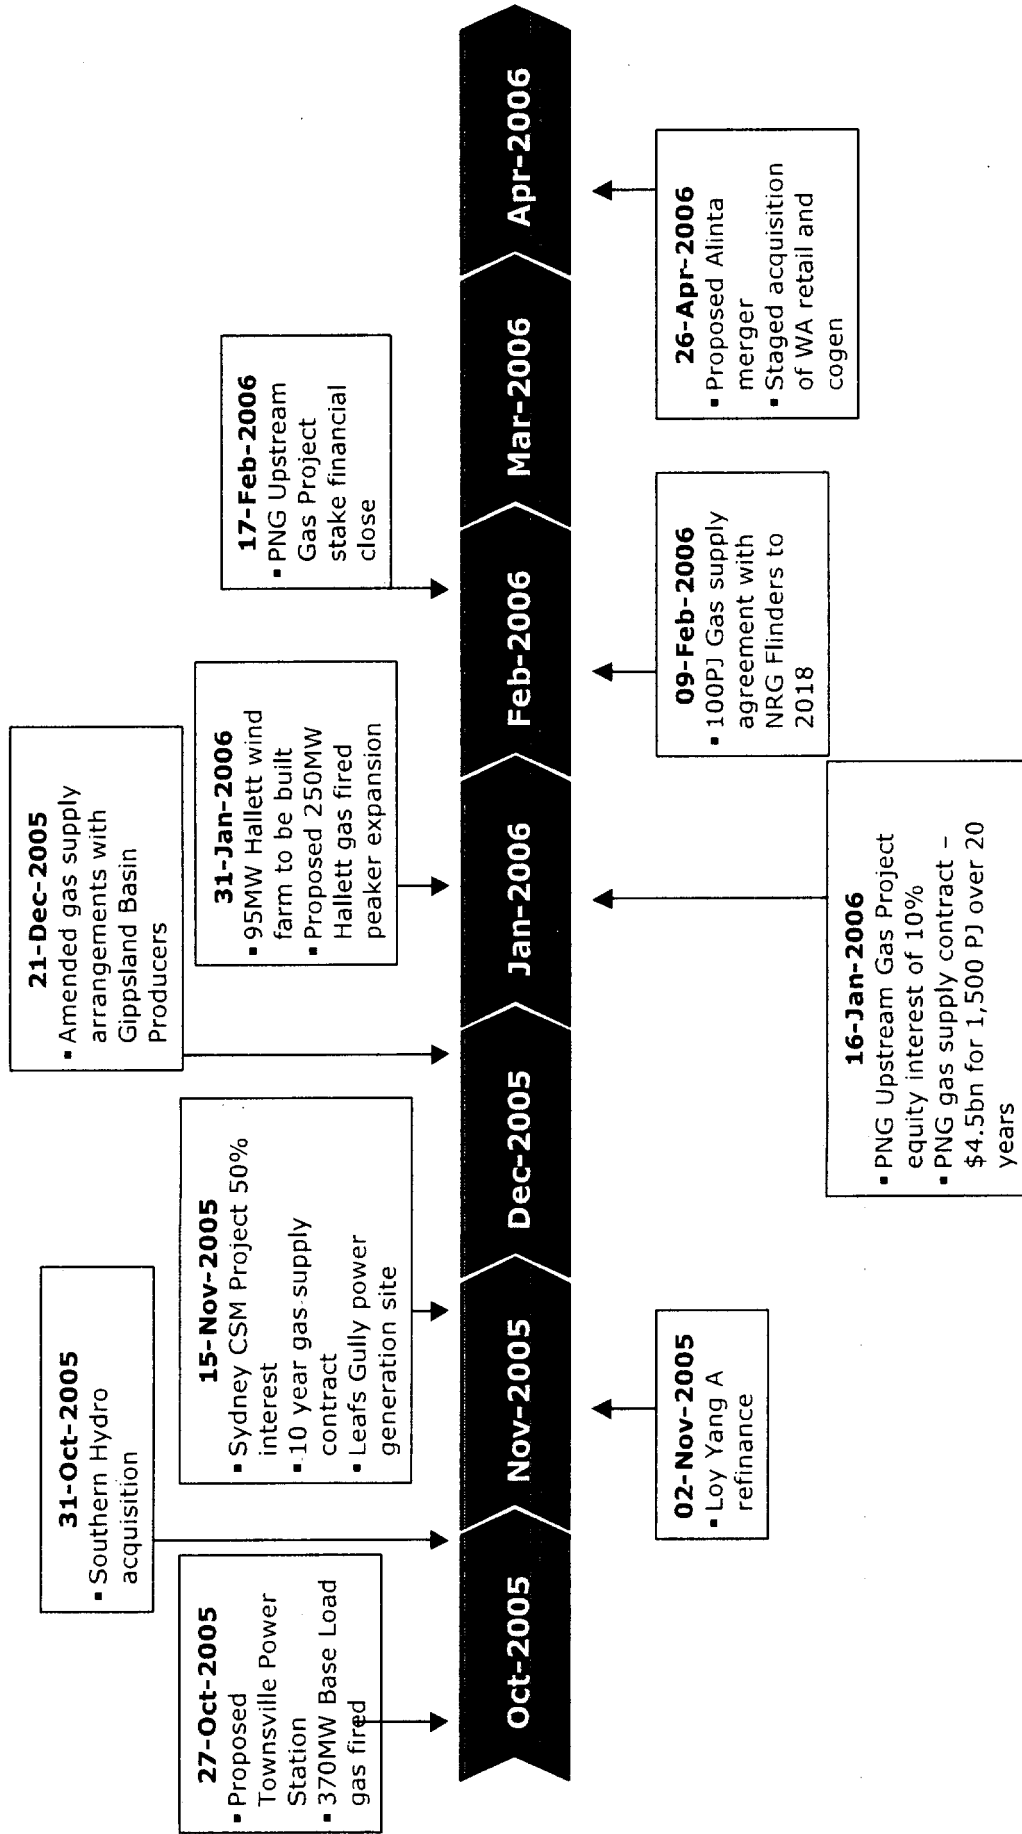 21-Dec-2005
▪ Amended gas supply
arrangements with
Gippsland Basin
Producers
31-Oct-2005
▪ Southern Hydro
acquisition
17-Feb-2006
▪ PNG Upstream
Gas Project
stake financial
close
31-Jan-2006
▪ 95MW Hallett wind
farm to be built
▪ Proposed 250MW
Hallett gas fired
peaker expansion
15-Nov-2005
▪ Sydney CSM Project 50%
interest
▪ 10 year gas supply
contract
▪ Leafs Gully power
generation site
27-Oct-2005
▪ Proposed
Townsville Power
Station
▪ 370MW Base Load
gas fired
Oct-2005
Nov-2005
Dec-2005
Jan-2006
Feb-2006
Mar-2006
Apr-2006
02-Nov-2005
▪ Loy Yang A
refinance
09-Feb-2006
▪ 100PJ Gas supply
agreement with
NRG Flinders to
2018
26-Apr-2006
▪ Proposed Alinta
merger
▪ Staged acquisition
of WA retail and
cogen
16-Jan-2006
▪ PNG Upstream Gas Project
equity interest of 10%
▪ PNG gas supply contract –
$4.5bn for 1,500 PJ over 20
years